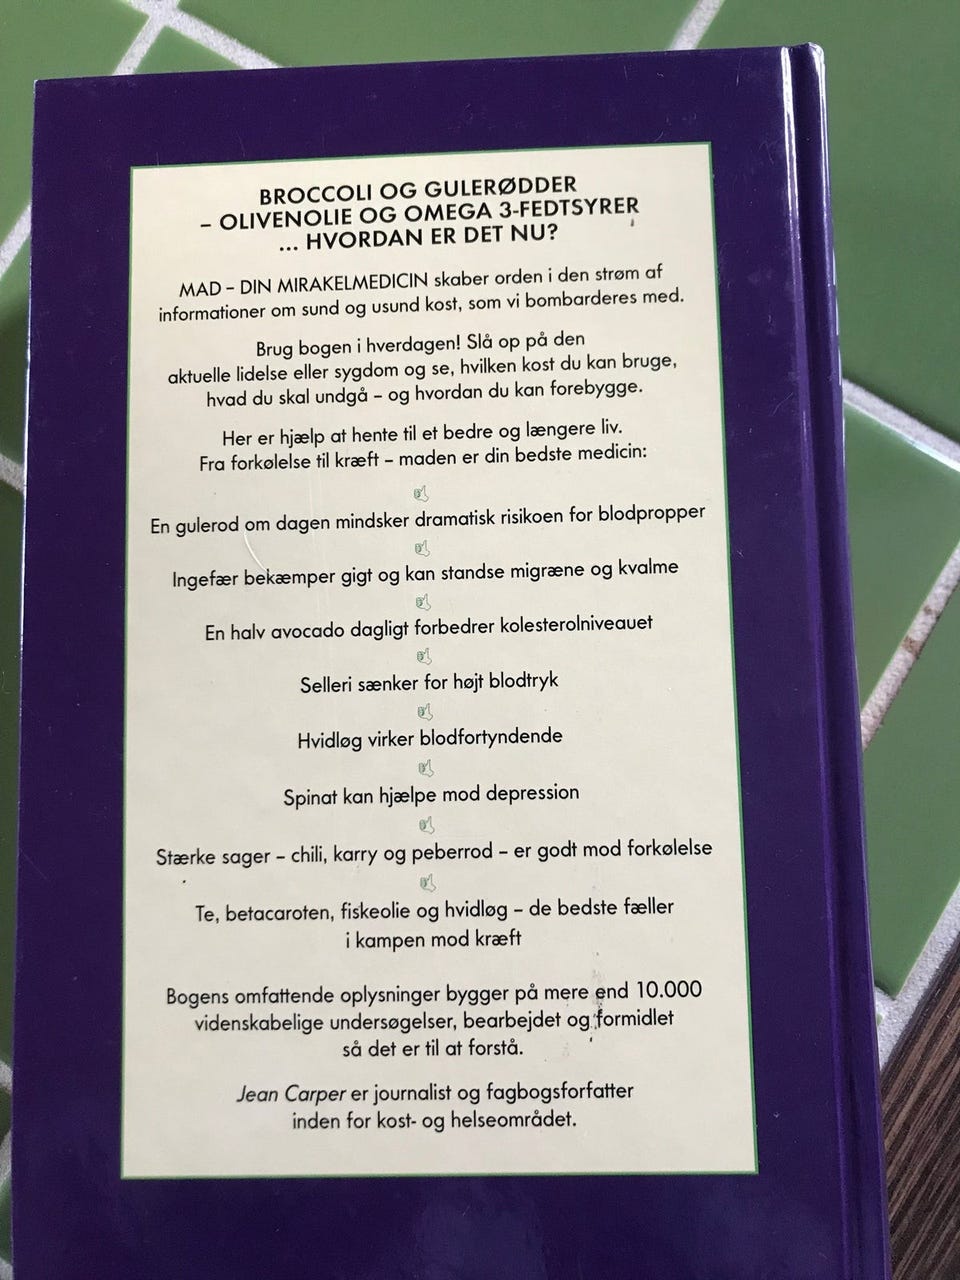 BROCCOLI OG GULERØDDER
– OLIVENOLIE OG OMEGA 3-FEDTSYRER
... HVORDAN ER DET NU?
MAD – DIN MIRAKELMEDICIN skaber orden i den strøm af
informationer om sund og usund kost, som vi bombarderes med.
Brug bogen i hverdagen! Slå op på den
aktuelle lidelse eller sygdom og se, hvilken kost du kan bruge,
hvad du skal undgå – og hvordan du kan forebygge.
Her er hjælp at hente til et bedre og længere liv.
Fra forkølelse til kræft – maden er din bedste medicin:
En gulerod om dagen mindsker dramatisk risikoen for blodpropper
Ingefær bekæmper gigt og kan standse migræne og kvalme
En halv avocado dagligt forbedrer kolesterolniveauet
Selleri sænker for højt blodtryk
Hvidløg virker blodfortyndende
Spinat kan hjælpe mod depression
Stærke sager – chili, karry og peberrod – er godt mod forkølelse
Te, betacaroten, fiskeolie og hvidløg – de bedste fæller
i kampen mod kræft
Bogens omfattende oplysninger bygger på mere end 10.000
videnskabelige undersøgelser, bearbejdet og formidlet
så det er til at forstå.
Jean Carper er journalist og fagbogsforfatter
inden for kost- og helseområdet.